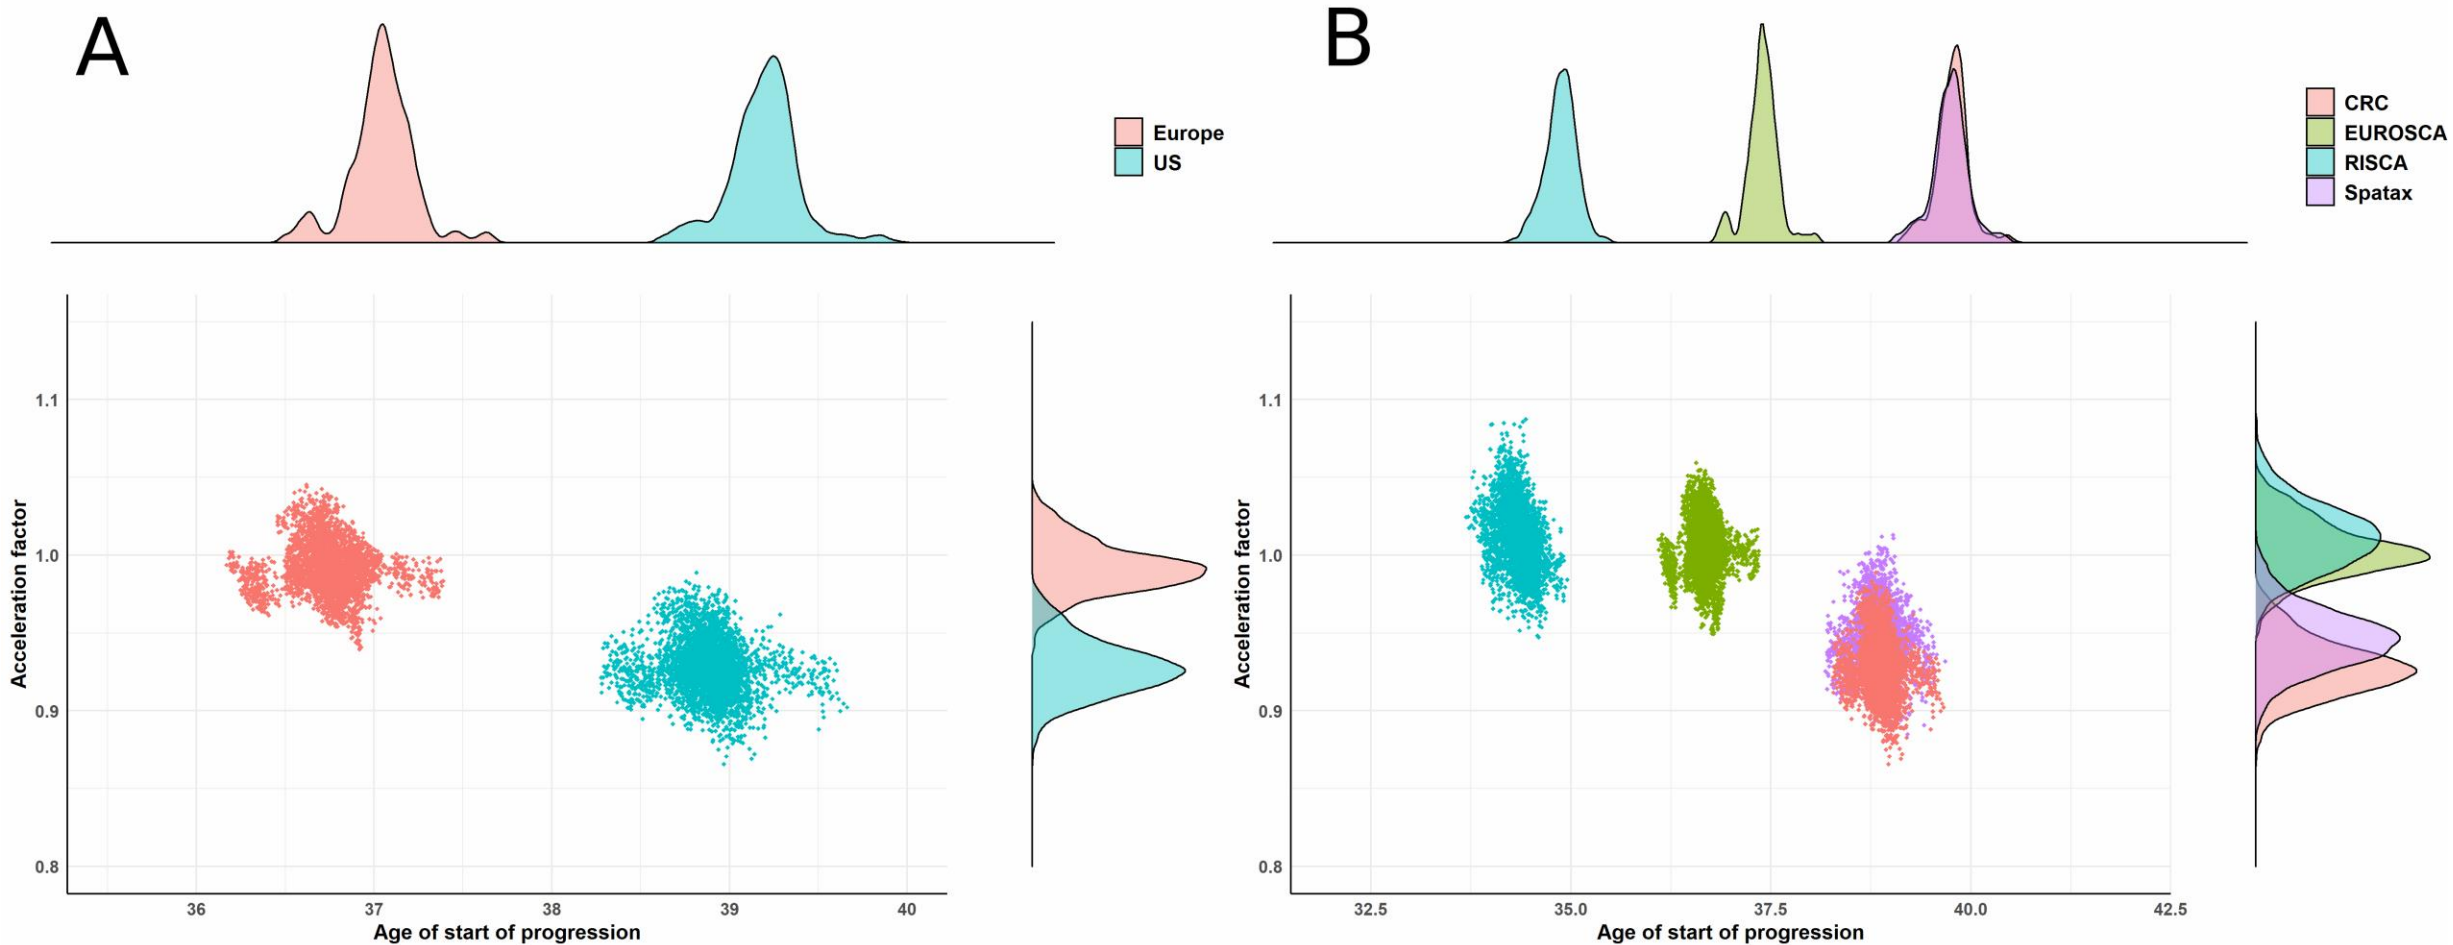 A
Europe
US
Acceleration factor
1.1
1.0
0.9
0.8
36 37 38 39 40
Age of start of progression
B
CRC
EUROSCA
RISCA
Spatax
Acceleration factor
1.1
1.0
0.9
0.8
32.5 35.0 37.5 40.0 42.5
Age of start of progression